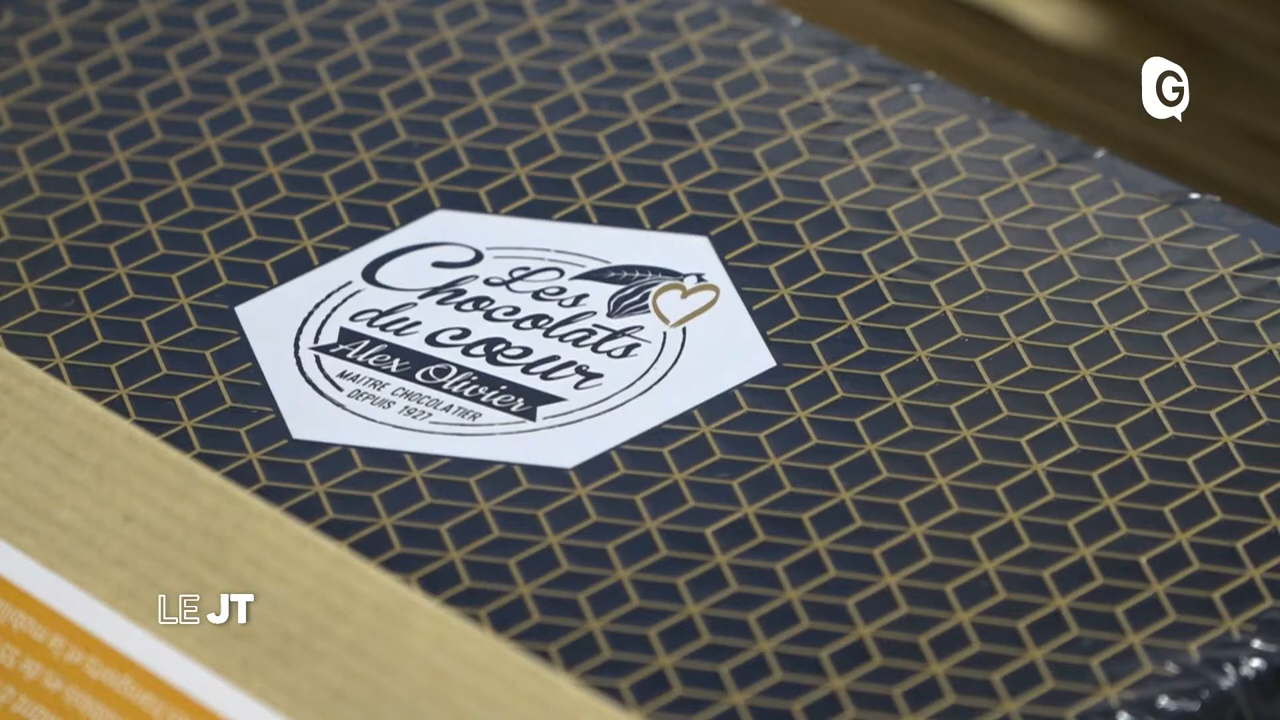 G
Les
Chocolats
du cœur
Alex Olivier
MAITRE CHOCOLATIER
DEPUIS 1927
LE JT